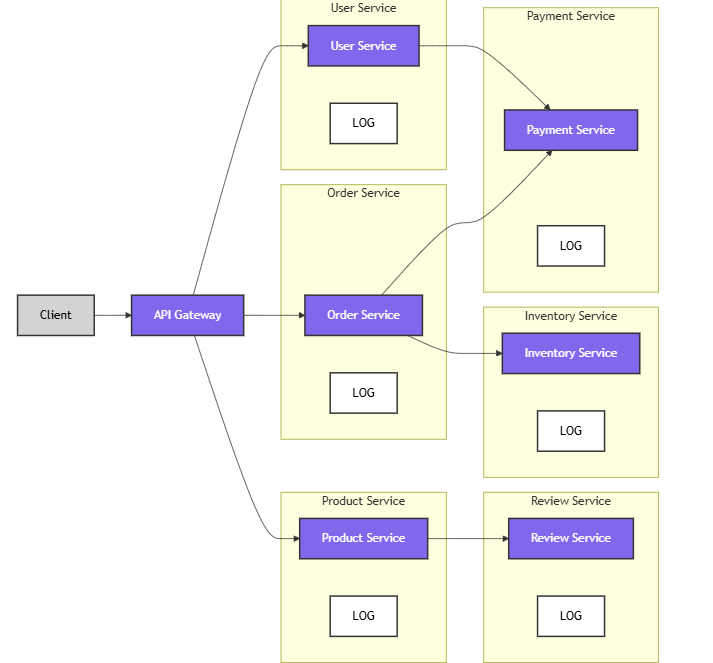 User Service
User Service
LOG
Payment Service
Payment Service
LOG
Order Service
Order Service
LOG
Client
API Gateway
Inventory Service
Inventory Service
LOG
Product Service
Product Service
LOG
Review Service
Review Service
LOG